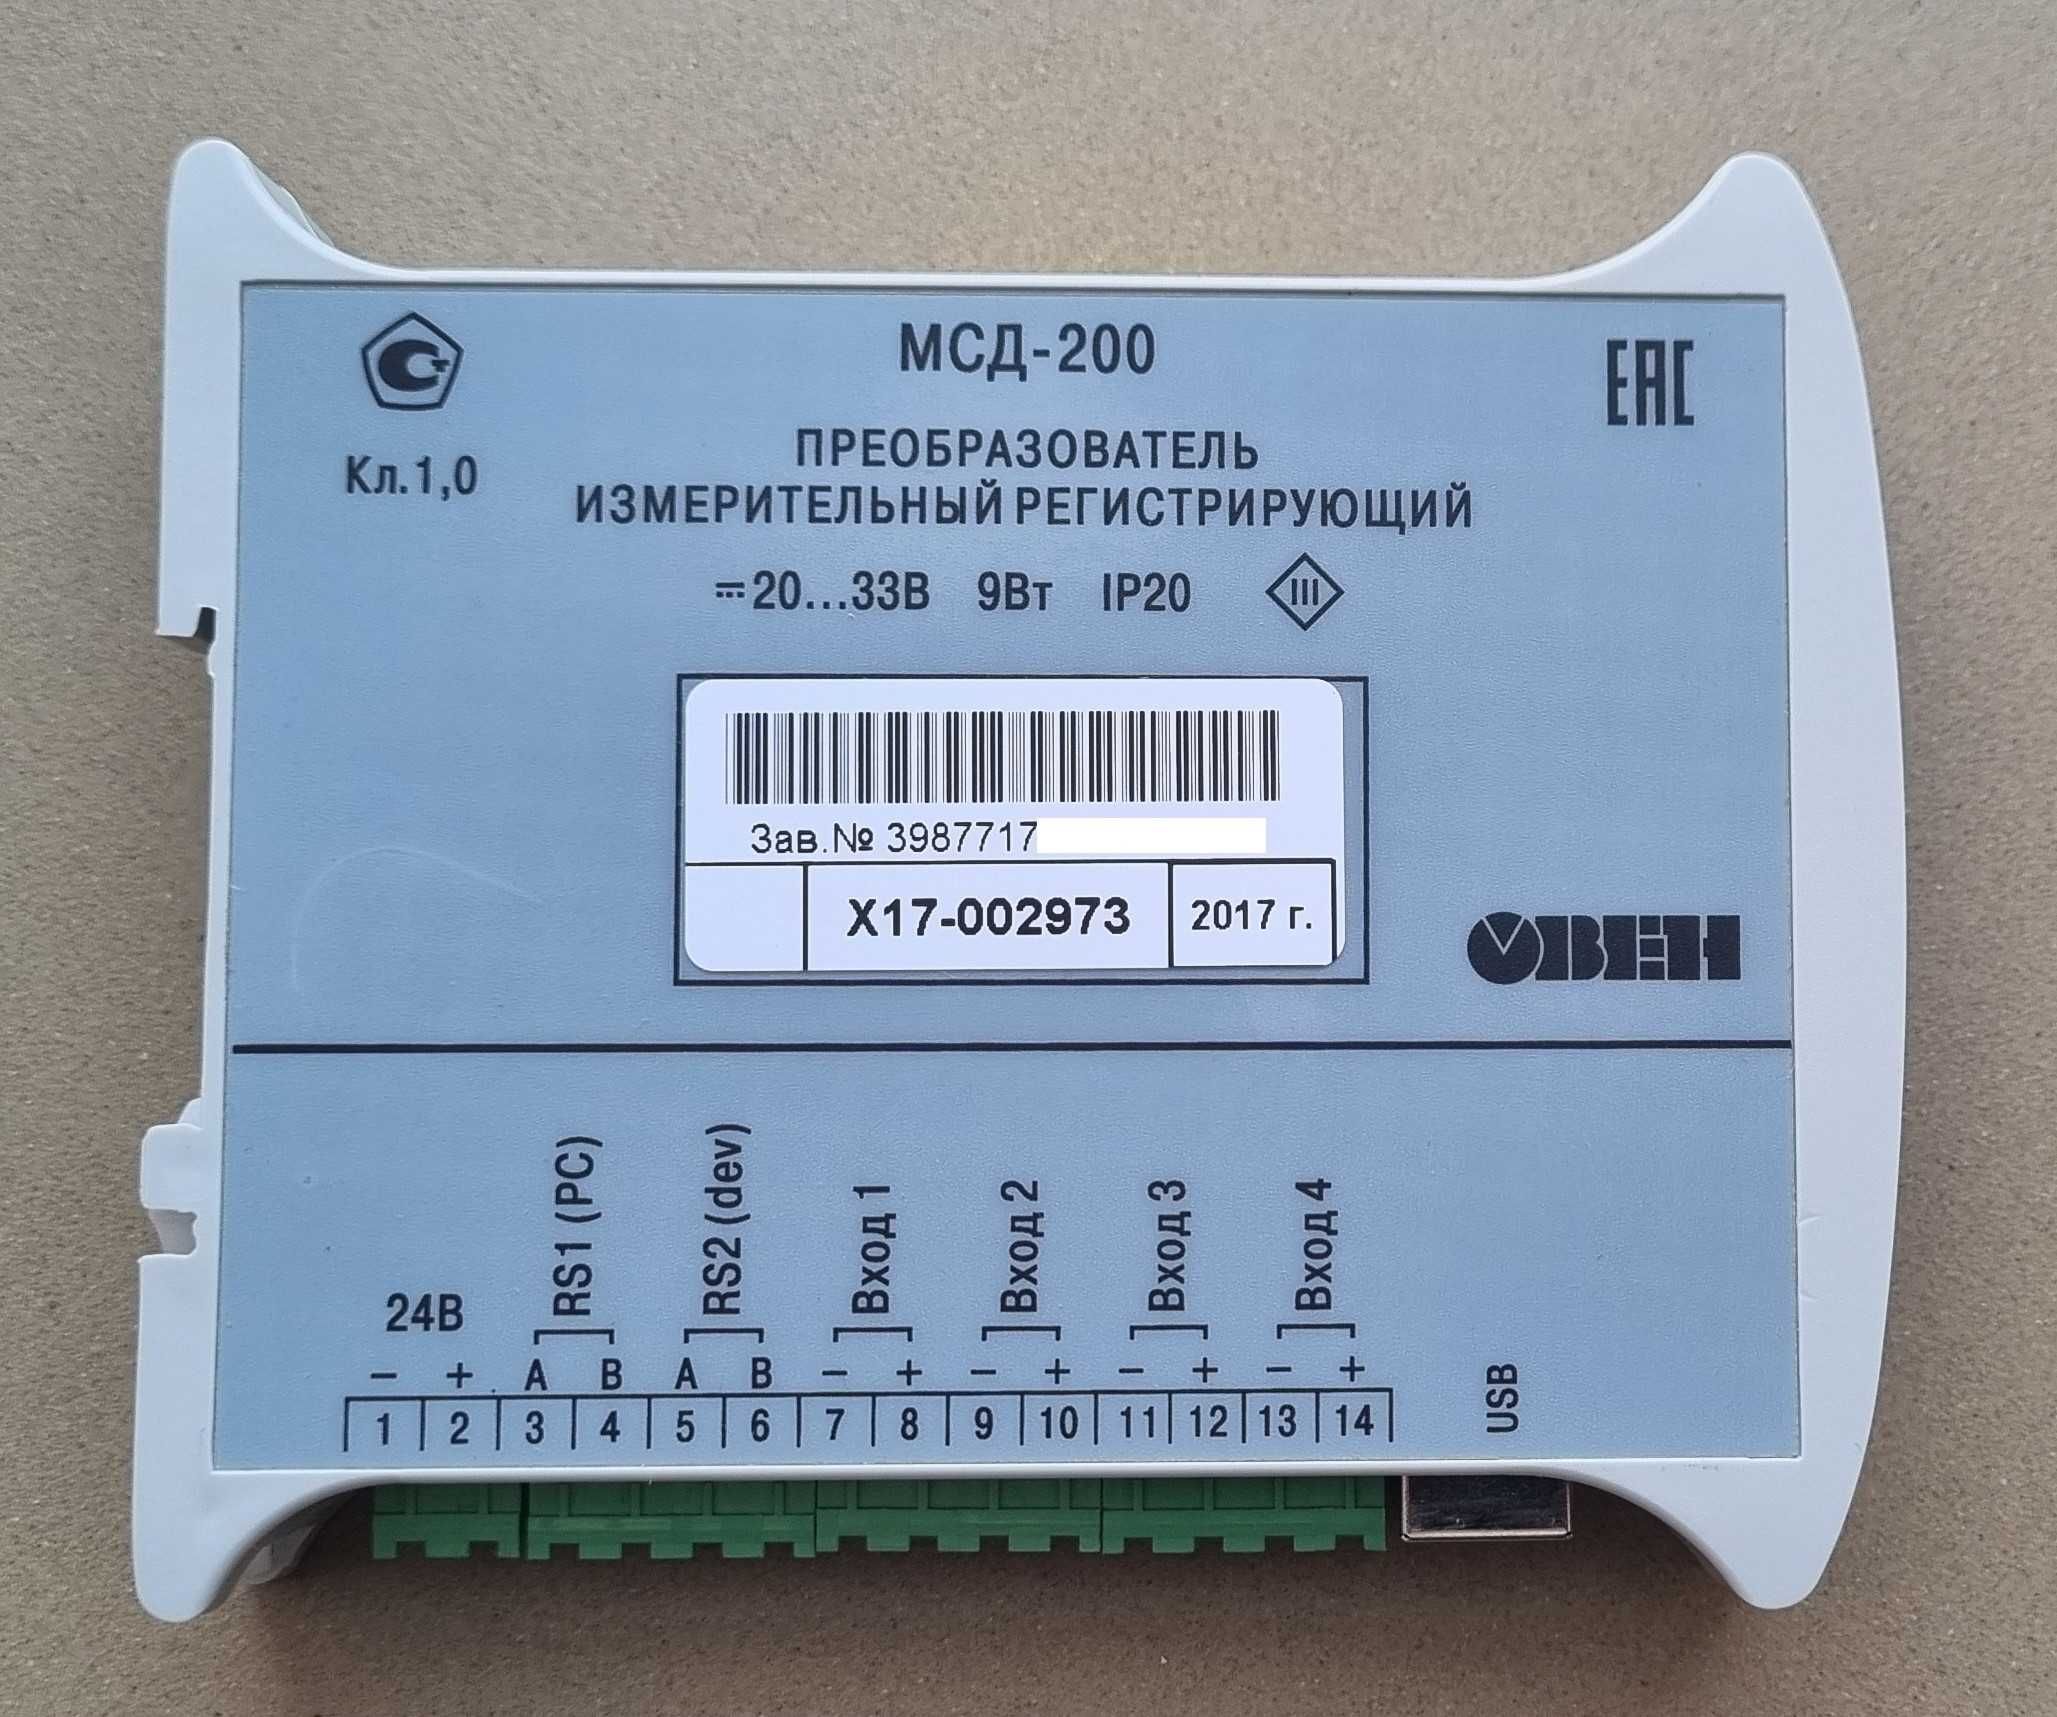 МСД-200
EAC
Кл.1,0
ПРЕОБРАЗОВАТЕЛЬ
ИЗМЕРИТЕЛЬНЫЙ РЕГИСТРИРУЮЩИЙ
⎓20...33В 9Вт IP20 III
Зав.№ 3987717
X17-002973 2017 г.
ОВЕН
24В RS1 (PC) RS2 (dev) Вход 1 Вход 2 Вход 3 Вход 4 USB
– + A B A B – + – + – + – +
1 2 3 4 5 6 7 8 9 10 11 12 13 14